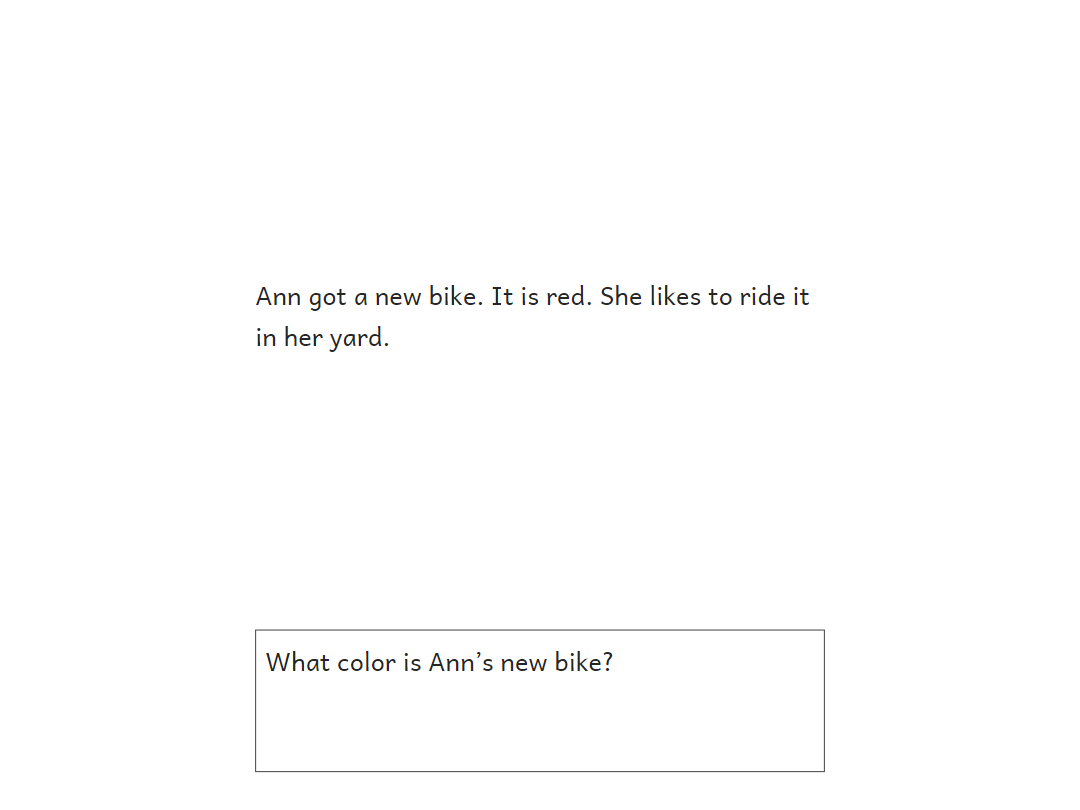 Ann got a new bike. It is red. She likes to ride it
in her yard.
What color is Ann’s new bike?